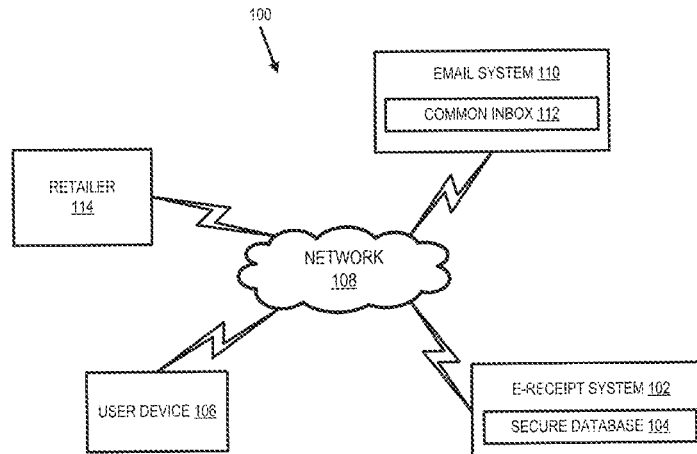 100
EMAIL SYSTEM 110
COMMON INBOX 112
RETAILER
114
NETWORK
108
USER DEVICE 106
E-RECEIPT SYSTEM 102
SECURE DATABASE 104